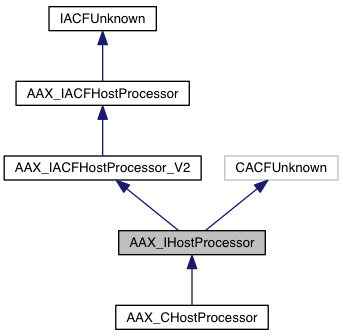 IACFUnknown
AAX_IACFHostProcessor
AAX_IACFHostProcessor_V2
CACFUnknown
AAX_IHostProcessor
AAX_CHostProcessor